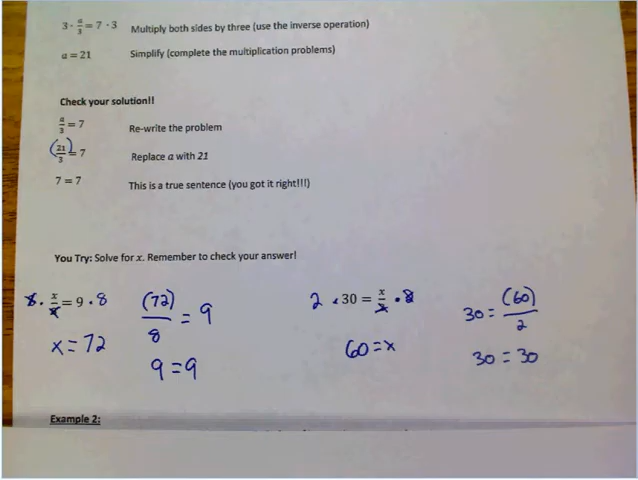 3 · a/3 = 7 · 3 Multiply both sides by three (use the inverse operation)
a = 21 Simplify (complete the multiplication problems)
Check your solution!!
a/3 = 7 Re-write the problem
(21)/3 = 7 Replace a with 21
7 = 7 This is a true sentence (you got it right!!!)
You Try: Solve for x. Remember to check your answer!
8 · x/8 = 9 · 8 (72)/8 = 9 2 · 30 = x/2 · 2 30 = (60)/2
x = 72 9 = 9 60 = x 30 = 30
Example 2: